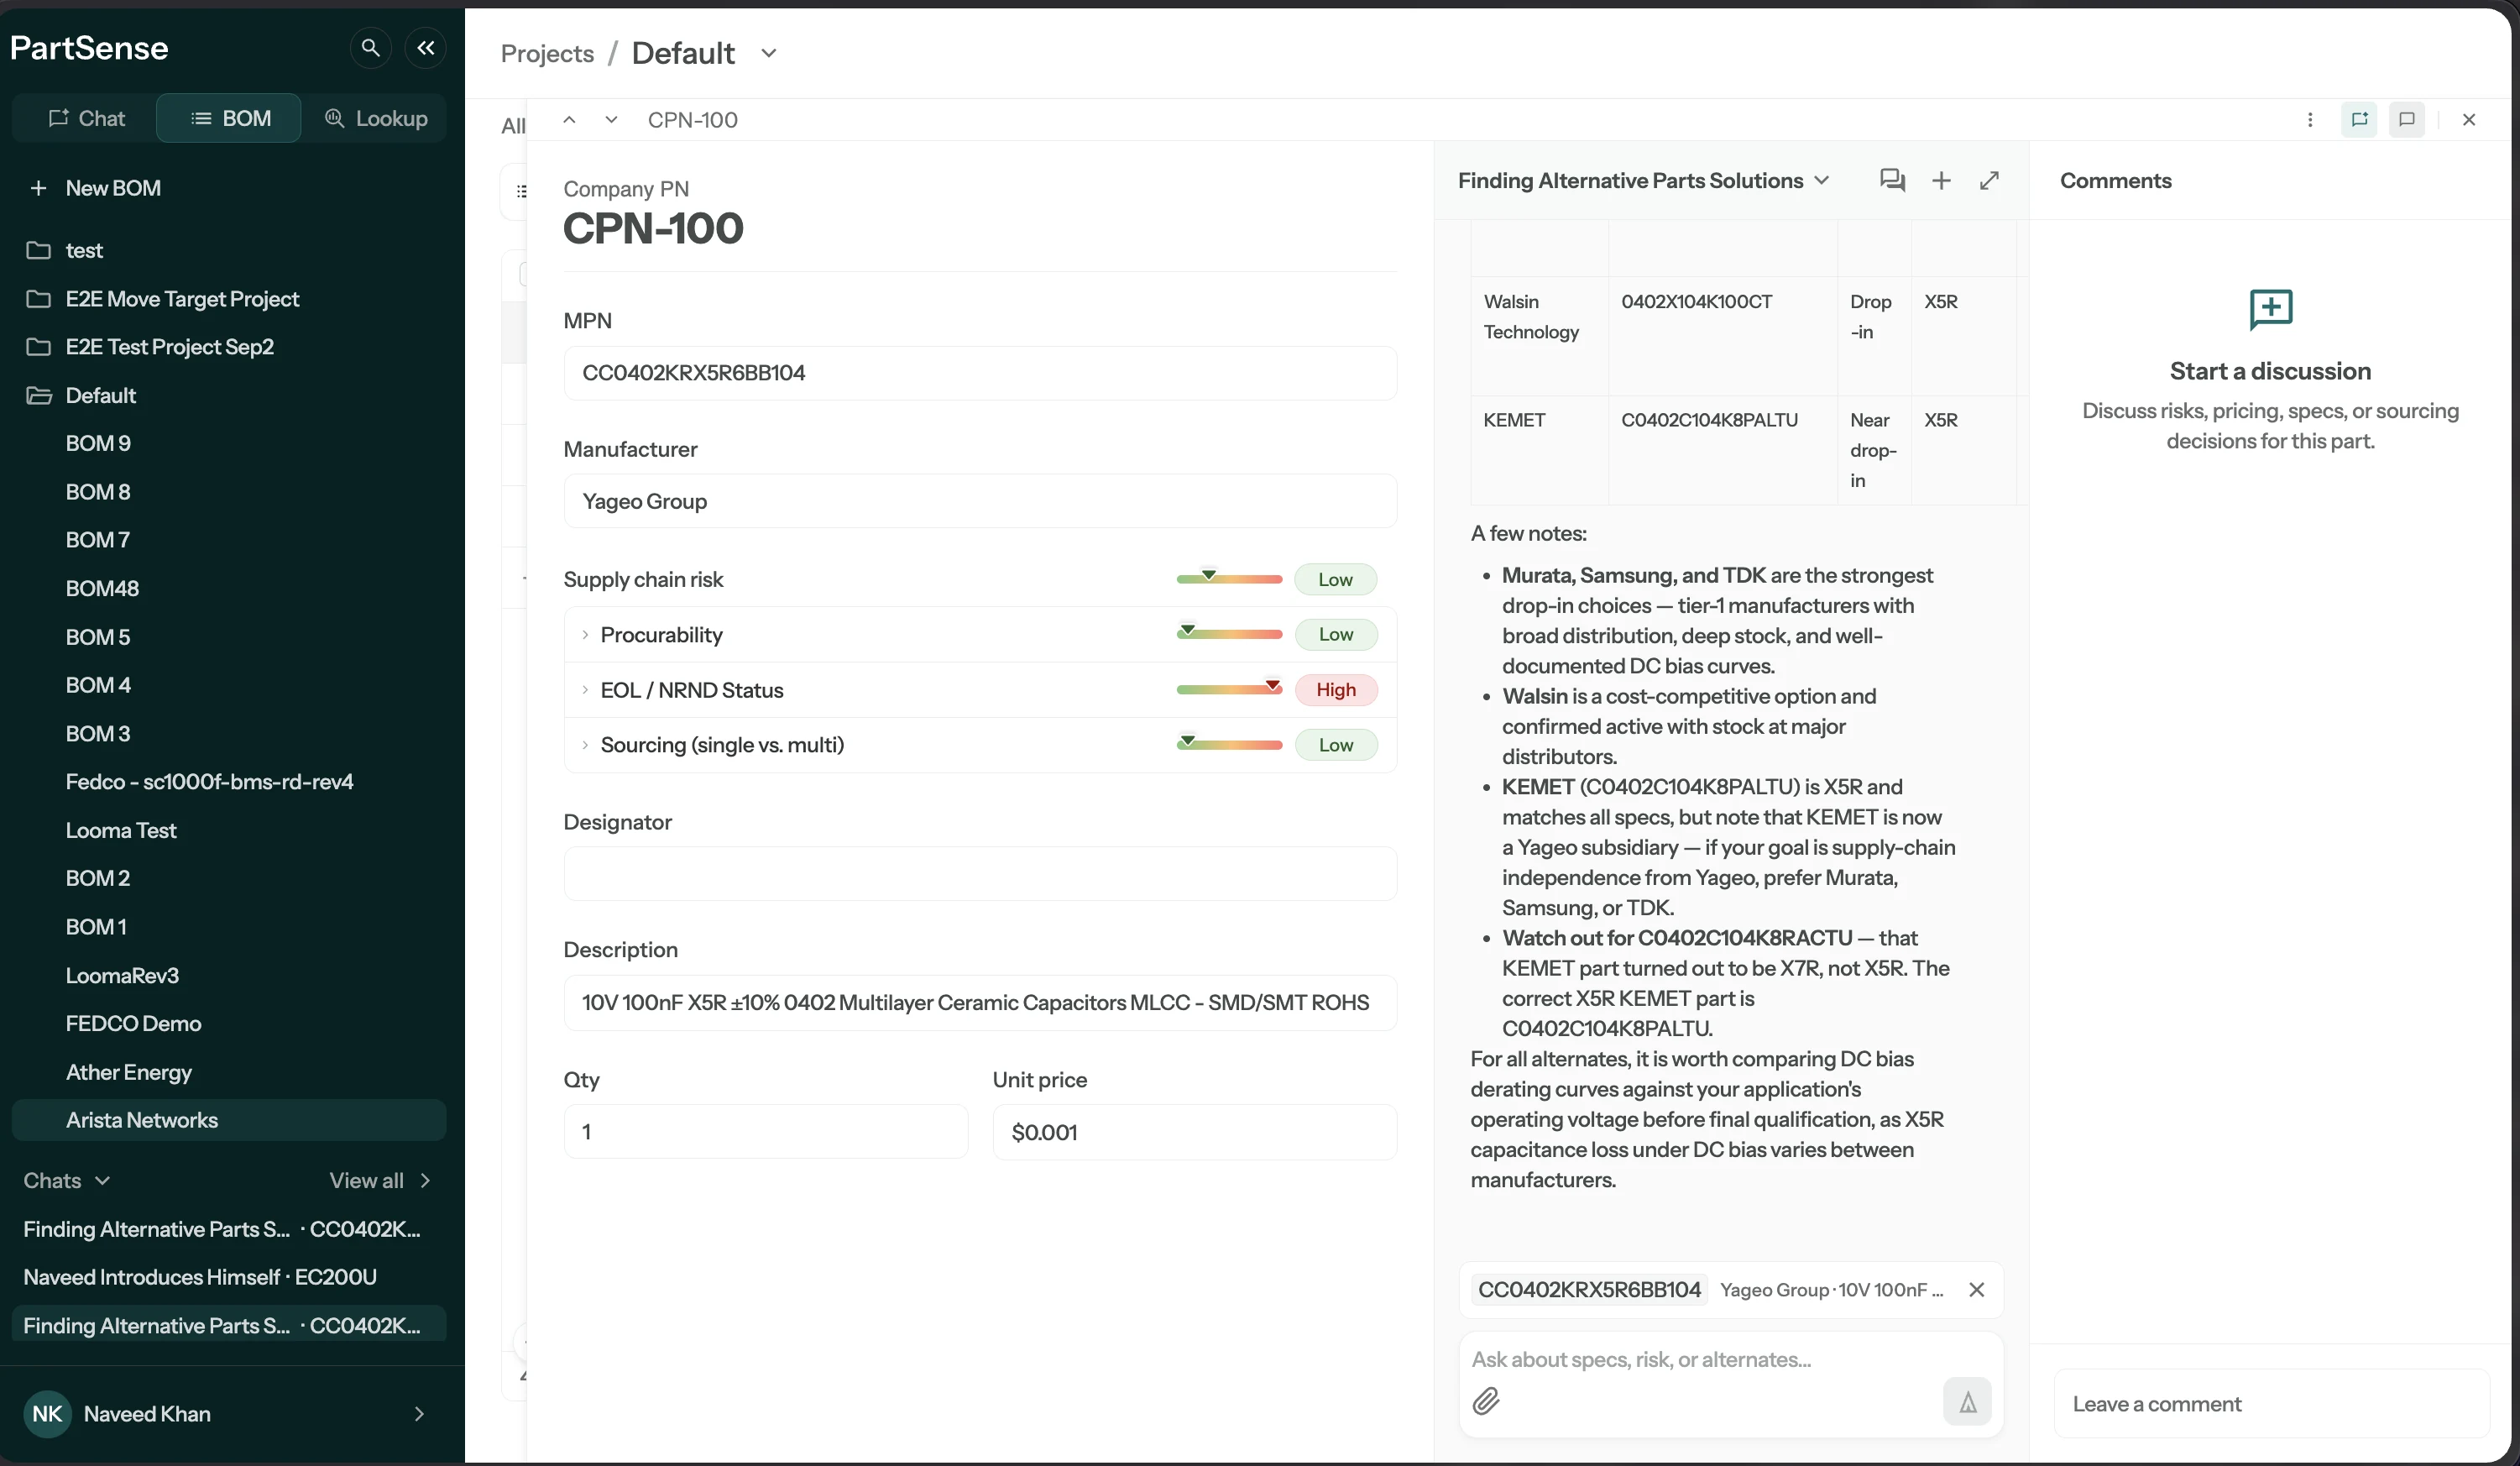 PartSense
Chat
BOM
Lookup
New BOM
test
E2E Move Target Project
E2E Test Project Sep2
Default
BOM 9
BOM 8
BOM 7
BOM48
BOM 5
BOM 4
BOM 3
Fedco - sc1000f-bms-rd-rev4
Looma Test
BOM 2
BOM 1
LoomaRev3
FEDCO Demo
Ather Energy
Arista Networks
Chats
View all
Finding Alternative Parts S... · CC0402K...
Naveed Introduces Himself · EC200U
Finding Alternative Parts S... · CC0402K...
NK Naveed Khan
Projects / Default
All
CPN-100
Company PN
CPN-100
MPN
CC0402KRX5R6BB104
Manufacturer
Yageo Group
Supply chain risk
Low
Procurability
Low
EOL / NRND Status
High
Sourcing (single vs. multi)
Low
Designator
Description
10V 100nF X5R ±10% 0402 Multilayer Ceramic Capacitors MLCC - SMD/SMT ROHS
Qty
Unit price
1
$0.001
Finding Alternative Parts Solutions
Walsin
Technology
0402X104K100CT
Drop
-in
X5R
KEMET
C0402C104K8PALTU
Near
drop-
in
X5R
A few notes:
• Murata, Samsung, and TDK are the strongest
drop-in choices — tier-1 manufacturers with
broad distribution, deep stock, and well-
documented DC bias curves.
• Walsin is a cost-competitive option and
confirmed active with stock at major
distributors.
• KEMET (C0402C104K8PALTU) is X5R and
matches all specs, but note that KEMET is now
a Yageo subsidiary — if your goal is supply-chain
independence from Yageo, prefer Murata,
Samsung, or TDK.
• Watch out for C0402C104K8RACTU — that
KEMET part turned out to be X7R, not X5R. The
correct X5R KEMET part is
C0402C104K8PALTU.
For all alternates, it is worth comparing DC bias
derating curves against your application's
operating voltage before final qualification, as X5R
capacitance loss under DC bias varies between
manufacturers.
CC0402KRX5R6BB104 Yageo Group · 10V 100nF ...
Ask about specs, risk, or alternates...
Comments
Start a discussion
Discuss risks, pricing, specs, or sourcing
decisions for this part.
Leave a comment